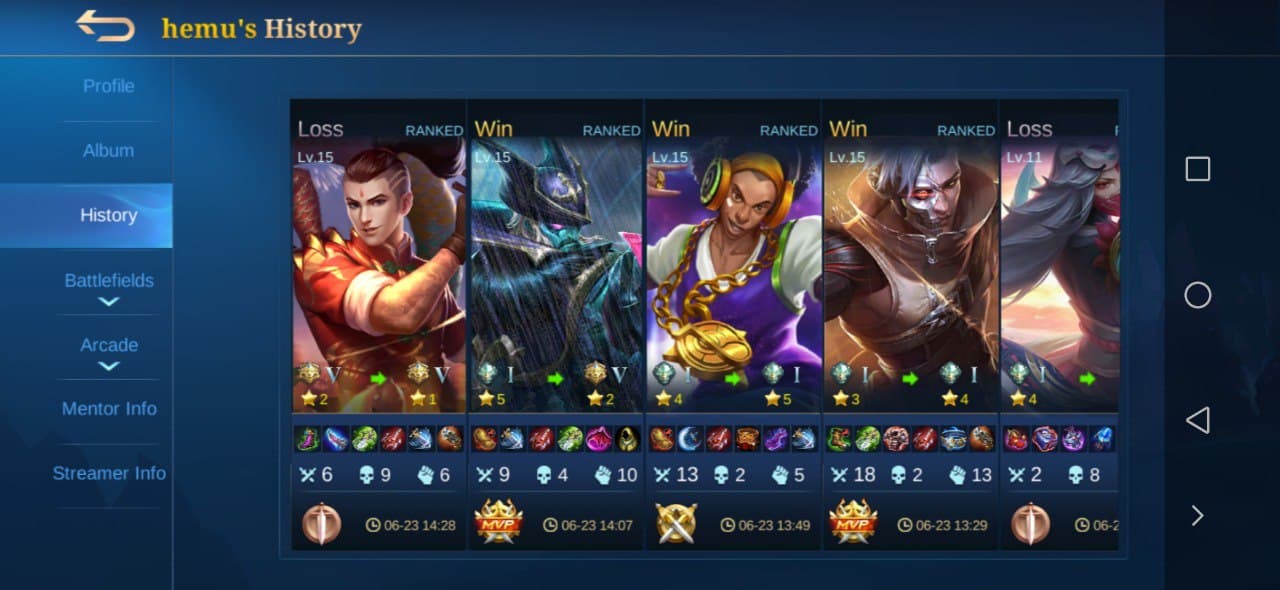 hemu's History
Profile
Album
History
Battlefields
Arcade
Mentor Info
Streamer Info
Loss RANKED
Lv.15
V V
2 1
6 9 6
06-23 14:28
Win RANKED
Lv.15
I V
5 2
9 4 10
MVP 06-23 14:07
Win RANKED
Lv.15
I I
4 5
13 2 5
06-23 13:49
Win RANKED
Lv.15
I I
3 4
18 2 13
MVP 06-23 13:29
Loss
Lv.11
I
4
2 8
06-2